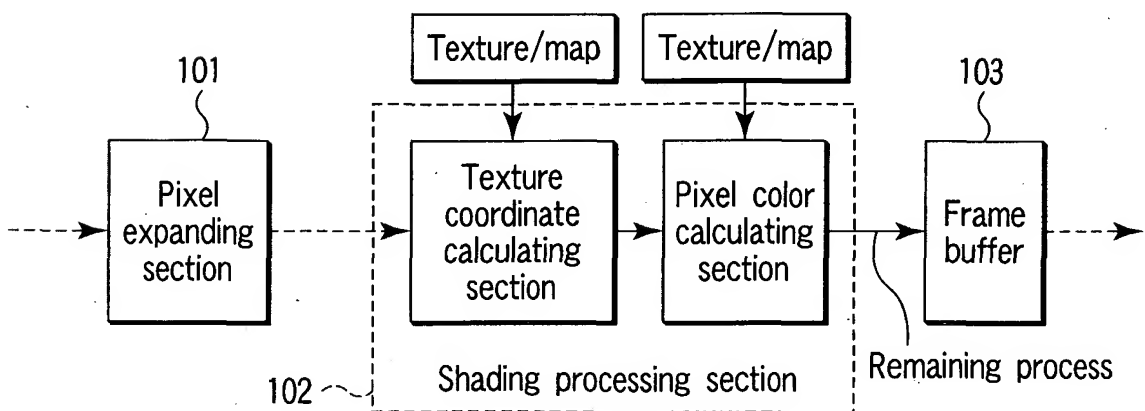 Texture/map
Texture/map
101
103
Pixel
expanding
section
Texture
coordinate
calculating
section
Pixel color
calculating
section
Frame
buffer
102
Shading processing section
Remaining process